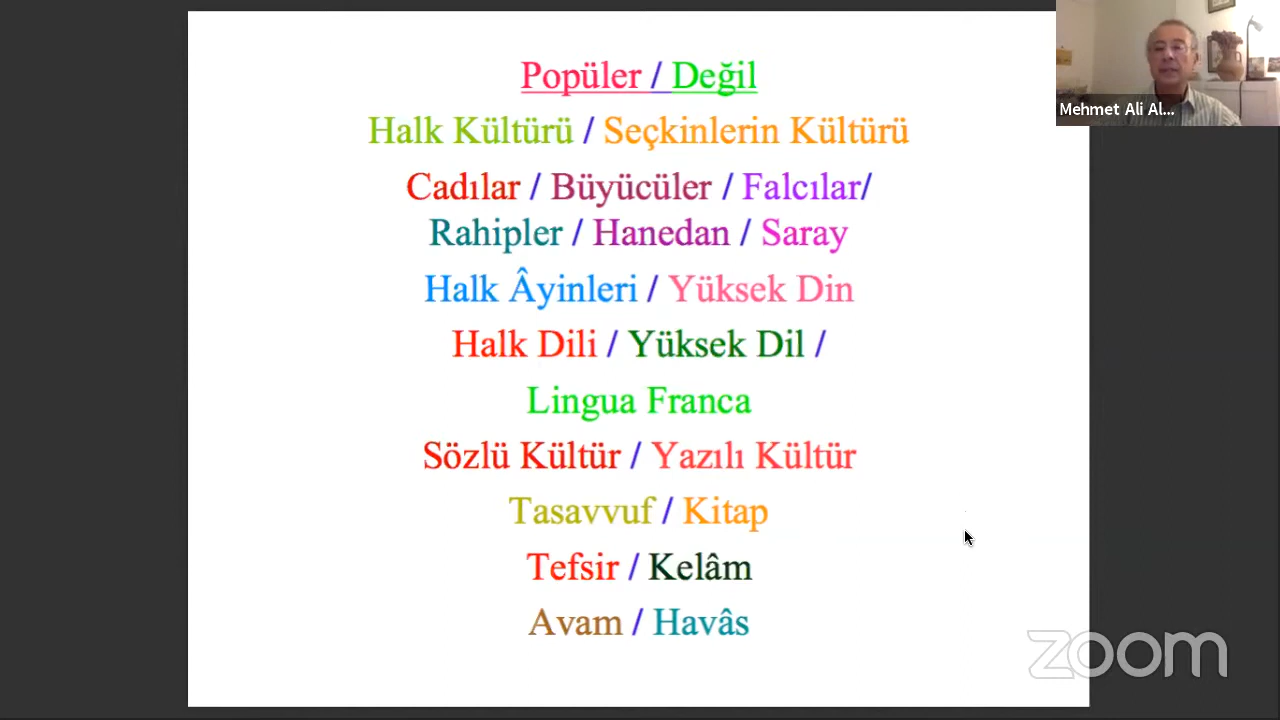 Popüler / Değil
Halk Kültürü / Seçkinlerin Kültürü
Cadılar / Büyücüler / Falcılar/
Rahipler / Hanedan / Saray
Halk Âyinleri / Yüksek Din
Halk Dili / Yüksek Dil /
Lingua Franca
Sözlü Kültür / Yazılı Kültür
Tasavvuf / Kitap
Tefsir / Kelâm
Avam / Havâs
Mehmet Ali Al...
zoom